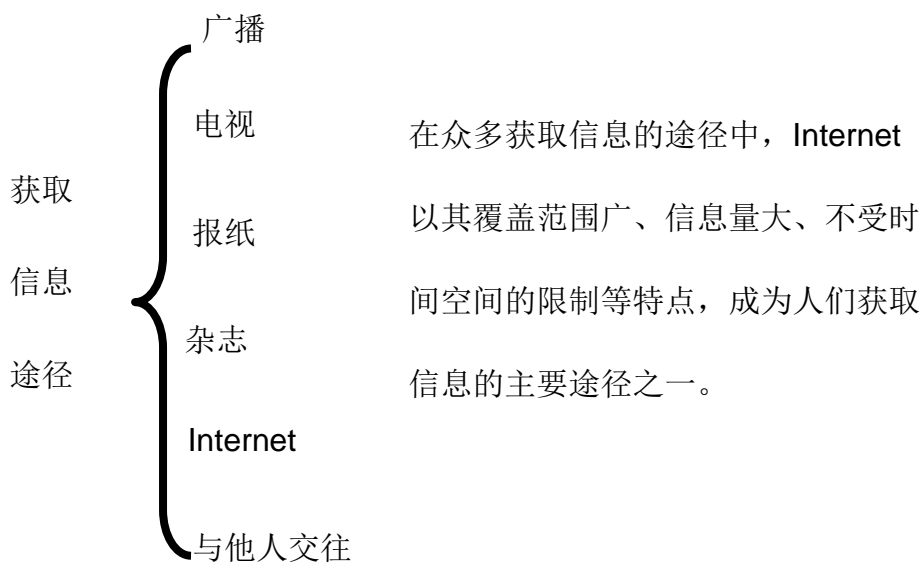 获取
信息
途径
广播
电视
报纸
杂志
Internet
与他人交往
在众多获取信息的途径中，Internet
以其覆盖范围广、信息量大、不受时
间空间的限制等特点，成为人们获取
信息的主要途径之一。